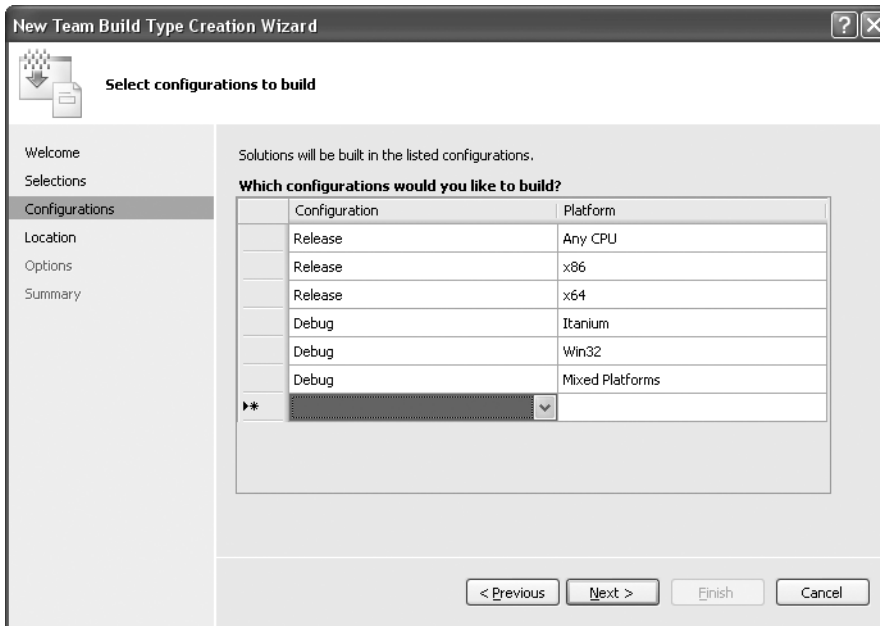 New Team Build Type Creation Wizard
Select configurations to build
Welcome
Selections
Configurations
Location
Options
Summary
Solutions will be built in the listed configurations.
Which configurations would you like to build?
Configuration Platform
Release Any CPU
Release x86
Release x64
Debug Itanium
Debug Win32
Debug Mixed Platforms
< Previous Next > Finish Cancel